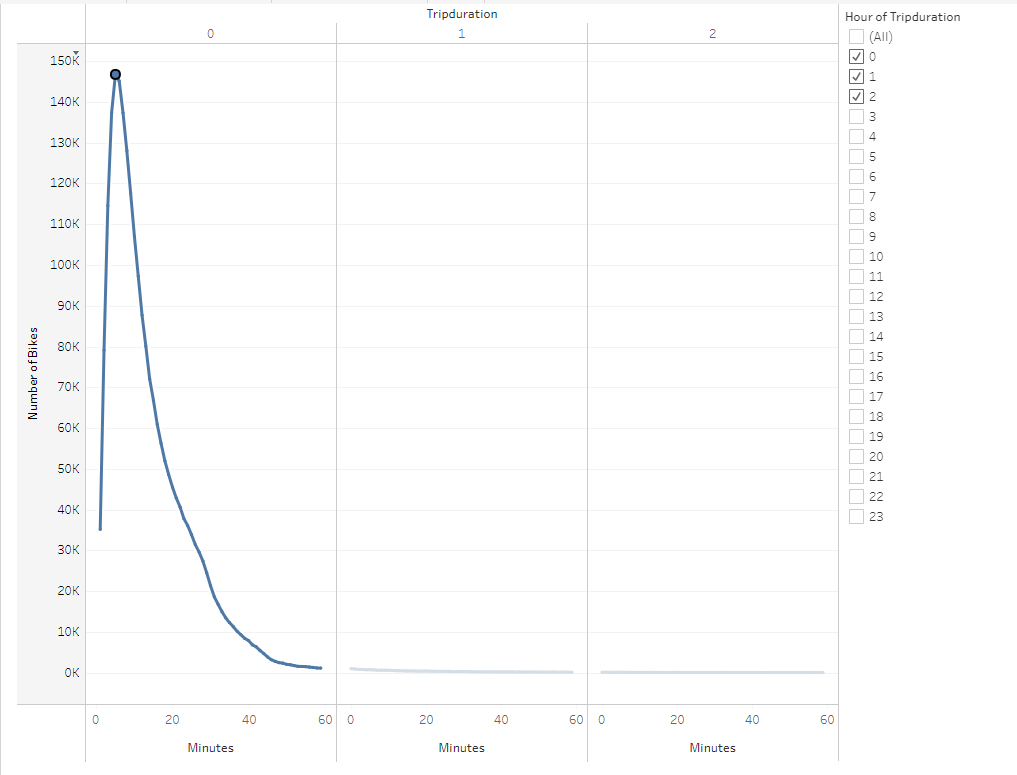 Tripduration
0 1 2
150K
140K
130K
120K
110K
100K
90K
80K
70K
60K
50K
40K
30K
20K
10K
0K
Number of Bikes
0 20 40 60 0 20 40 60 0 20 40 60
Minutes Minutes Minutes
Hour of Tripduration
(All)
0
1
2
3
4
5
6
7
8
9
10
11
12
13
14
15
16
17
18
19
20
21
22
23